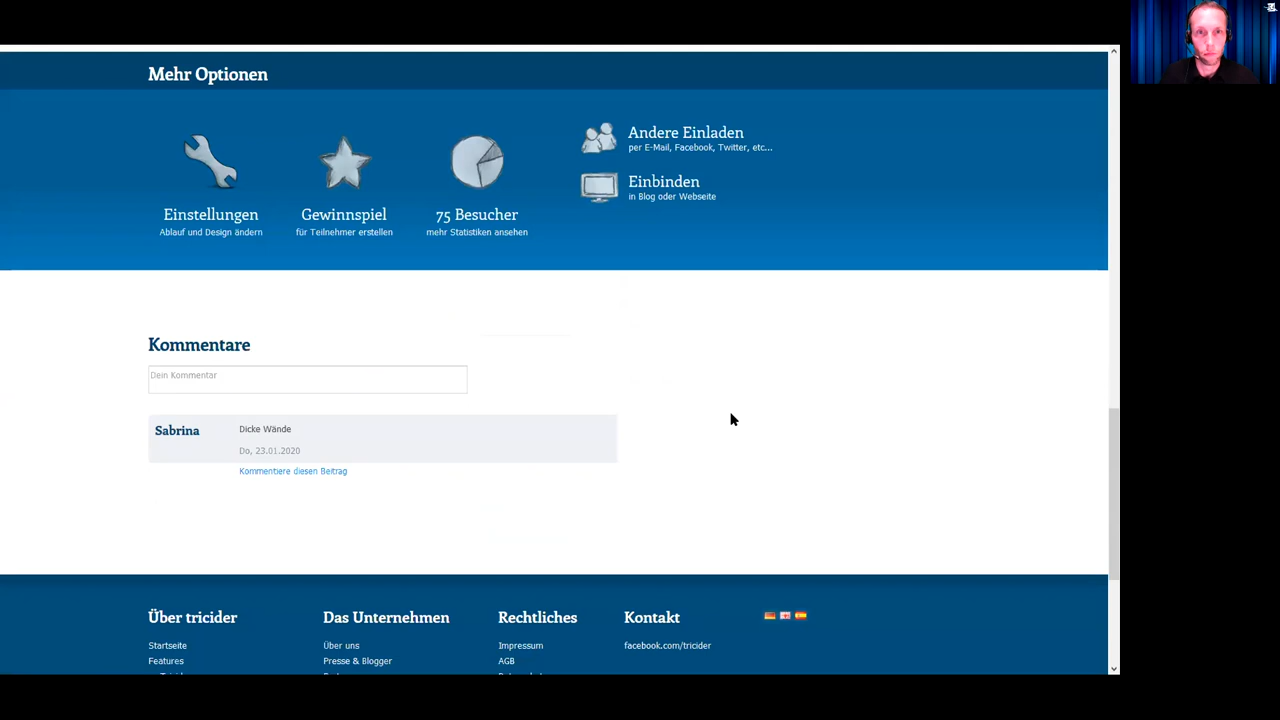 Mehr Optionen
Andere Einladen
per E-Mail, Facebook, Twitter, etc...
Einbinden
in Blog oder Webseite
Einstellungen
Ablauf und Design ändern
Gewinnspiel
für Teilnehmer erstellen
75 Besucher
mehr Statistiken ansehen
Kommentare
Dein Kommentar
Sabrina
Dicke Wände
Do, 23.01.2020
Kommentiere diesen Beitrag
Über tricider
Das Unternehmen
Rechtliches
Kontakt
Startseite
Über uns
Impressum
facebook.com/tricider
Features
Presse & Blogger
AGB